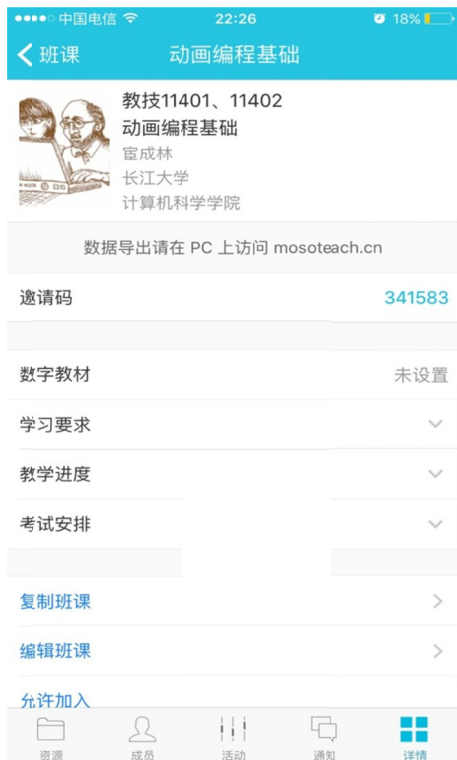 中国电信 22:26 18%
班课 动画编程基础
教技11401、11402
动画编程基础
宦成林
长江大学
计算机科学学院
数据导出请在 PC 上访问 mosoteach.cn
邀请码 341583
数字教材 未设置
学习要求
教学进度
考试安排
复制班课
编辑班课
允许加入
资源 成员 活动 通知 详情